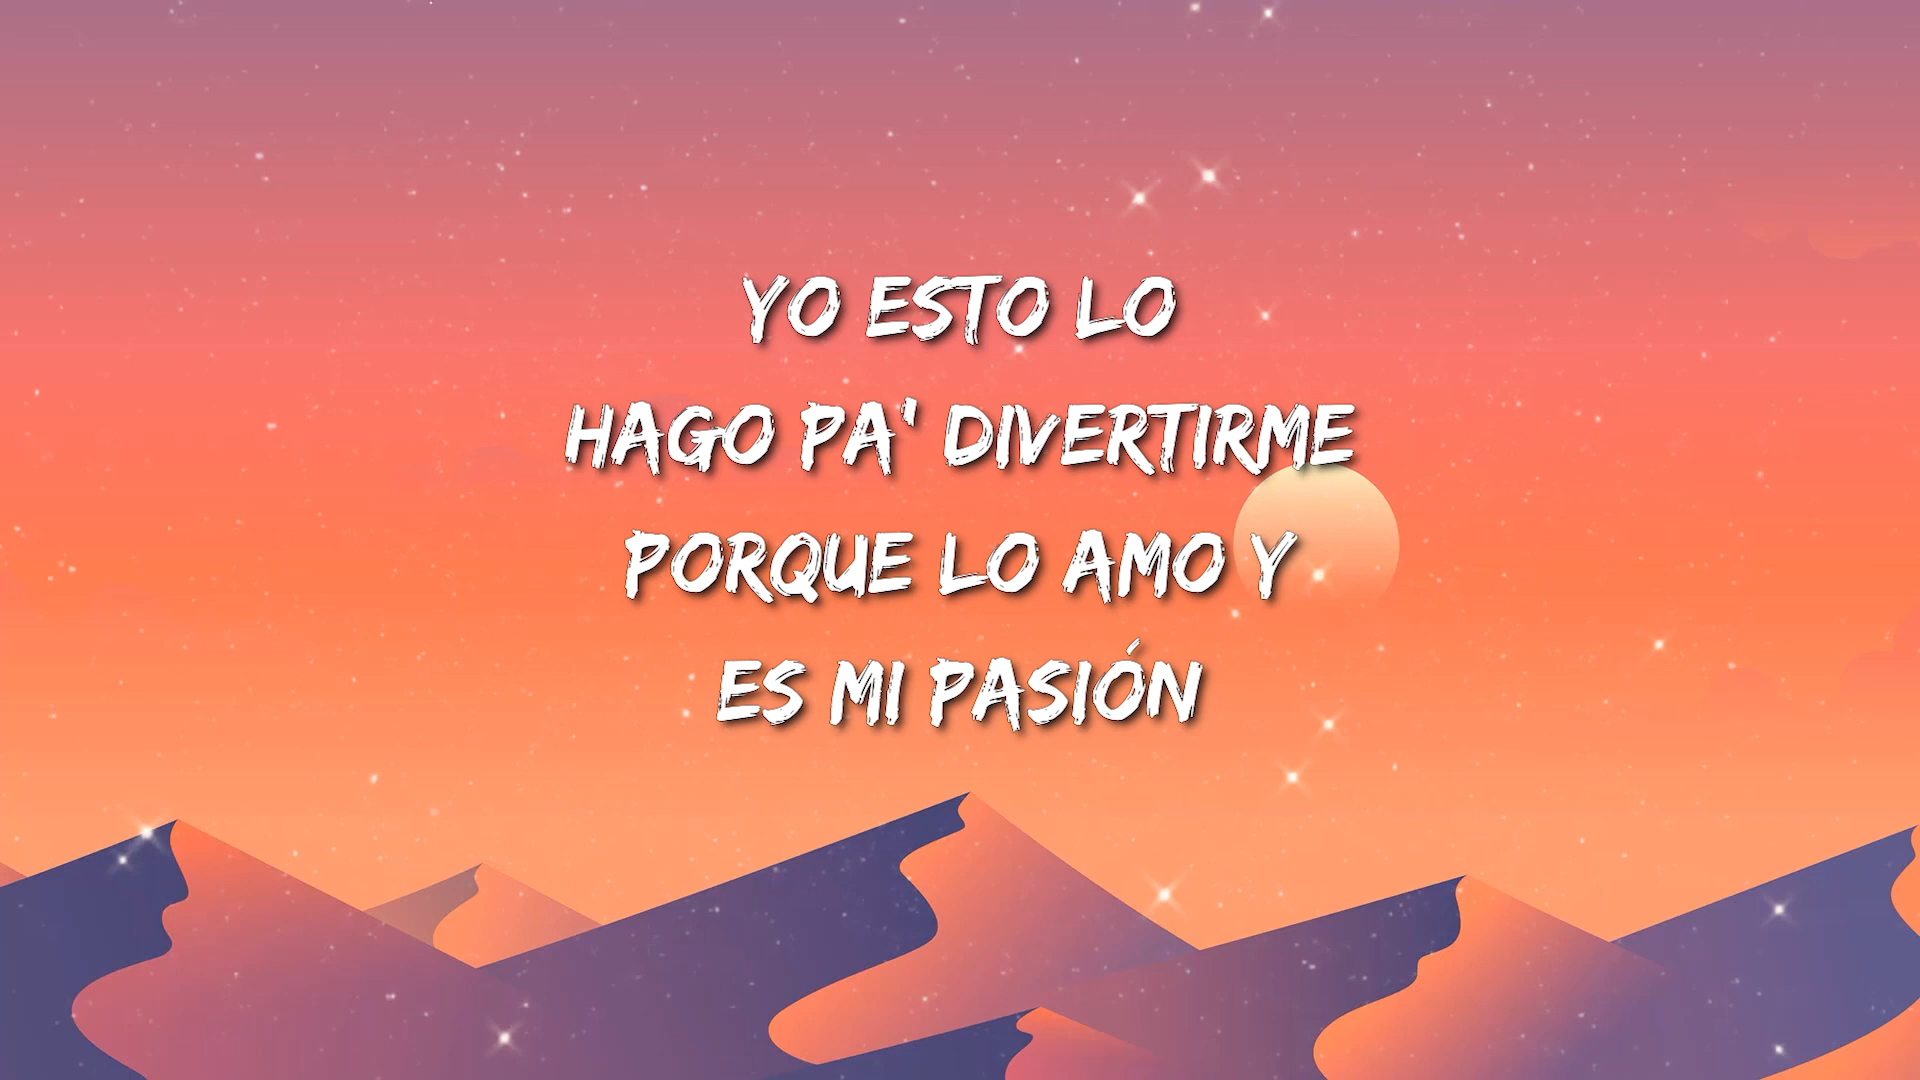 YO ESTO LO
HAGO PA' DIVERTIRME
PORQUE LO AMO Y
ES MI PASIÓN